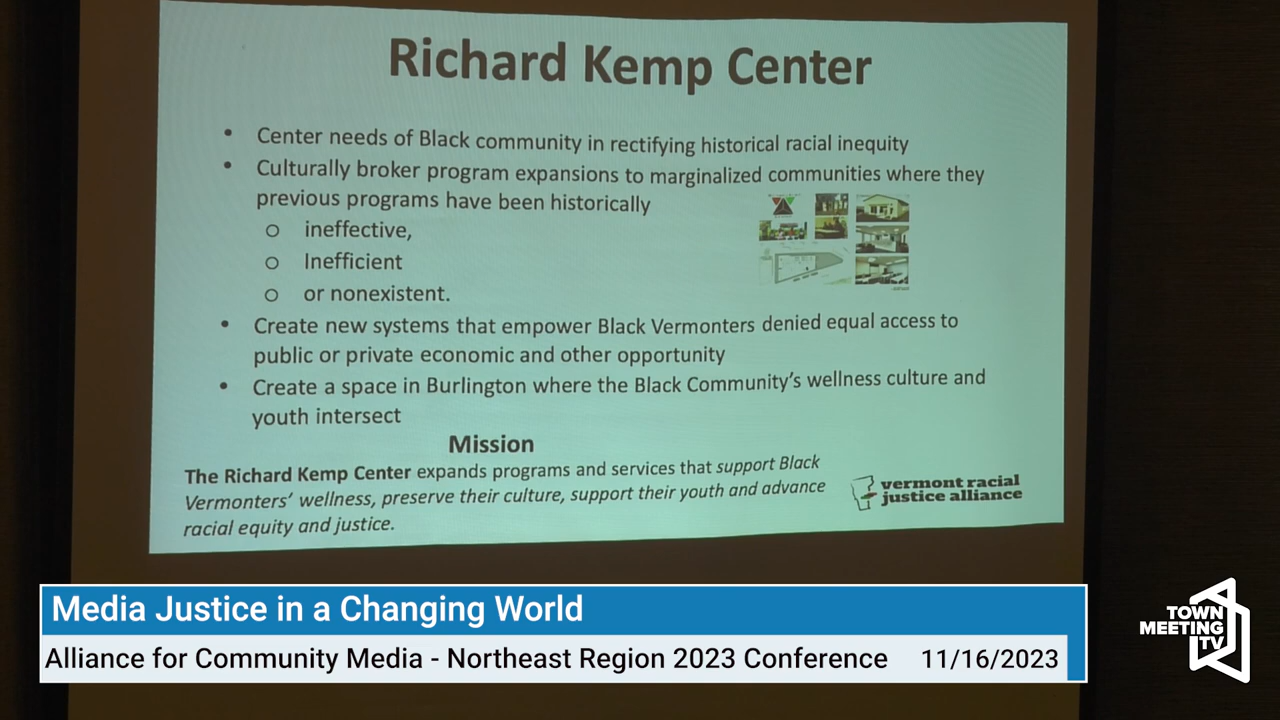 Richard Kemp Center
• Center needs of Black community in rectifying historical racial inequity
• Culturally broker program expansions to marginalized communities where they
previous programs have been historically
o ineffective,
o Inefficient
o or nonexistent.
• Create new systems that empower Black Vermonters denied equal access to
public or private economic and other opportunity
• Create a space in Burlington where the Black Community's wellness culture and
youth intersect
Mission
The Richard Kemp Center expands programs and services that support Black
Vermonters' wellness, preserve their culture, support their youth and advance
racial equity and justice.
vermont racial
justice alliance
Media Justice in a Changing World
Alliance for Community Media - Northeast Region 2023 Conference 11/16/2023
TOWN
MEETING
TV